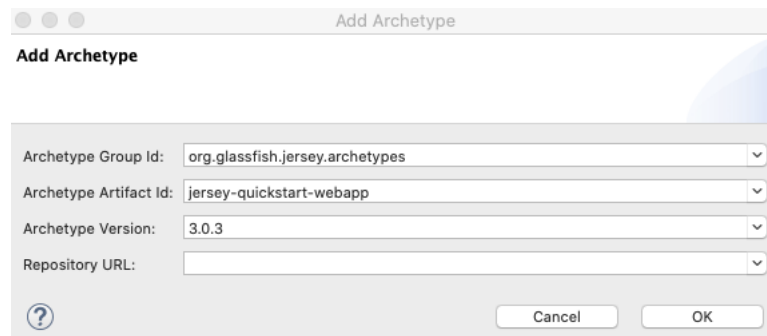 Add Archetype
Add Archetype
Archetype Group Id: org.glassfish.jersey.archetypes
Archetype Artifact Id: jersey-quickstart-webapp
Archetype Version: 3.0.3
Repository URL:
? Cancel OK